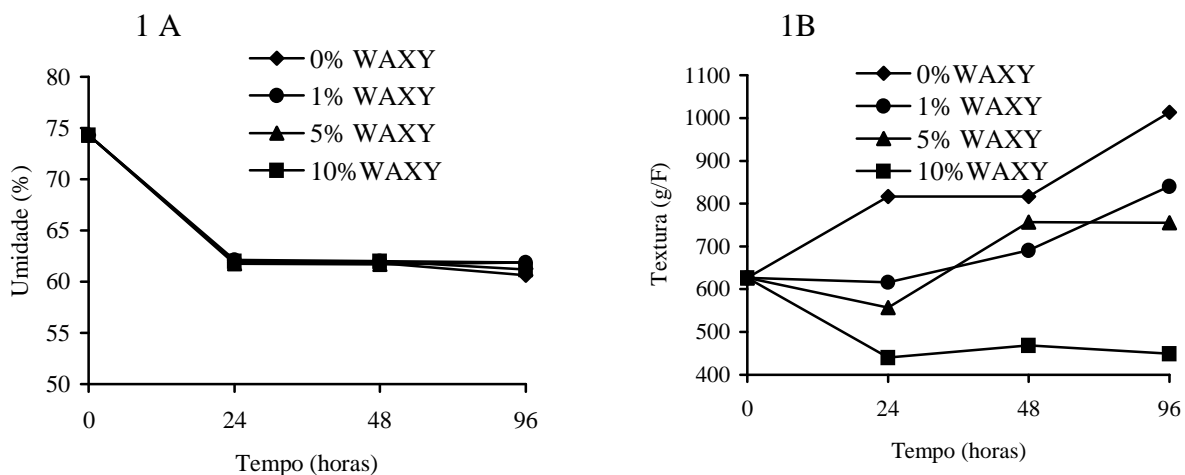 1 A
0% WAXY
1% WAXY
5% WAXY
10%WAXY
Umidade (%)
80
75
70
65
60
55
50
0
24
48
96
Tempo (horas)
1B
0%WAXY
1% WAXY
5% WAXY
10%WAXY
Textura (g/F)
1100
1000
900
800
700
600
500
400
0
24
48
96
Tempo (horas)